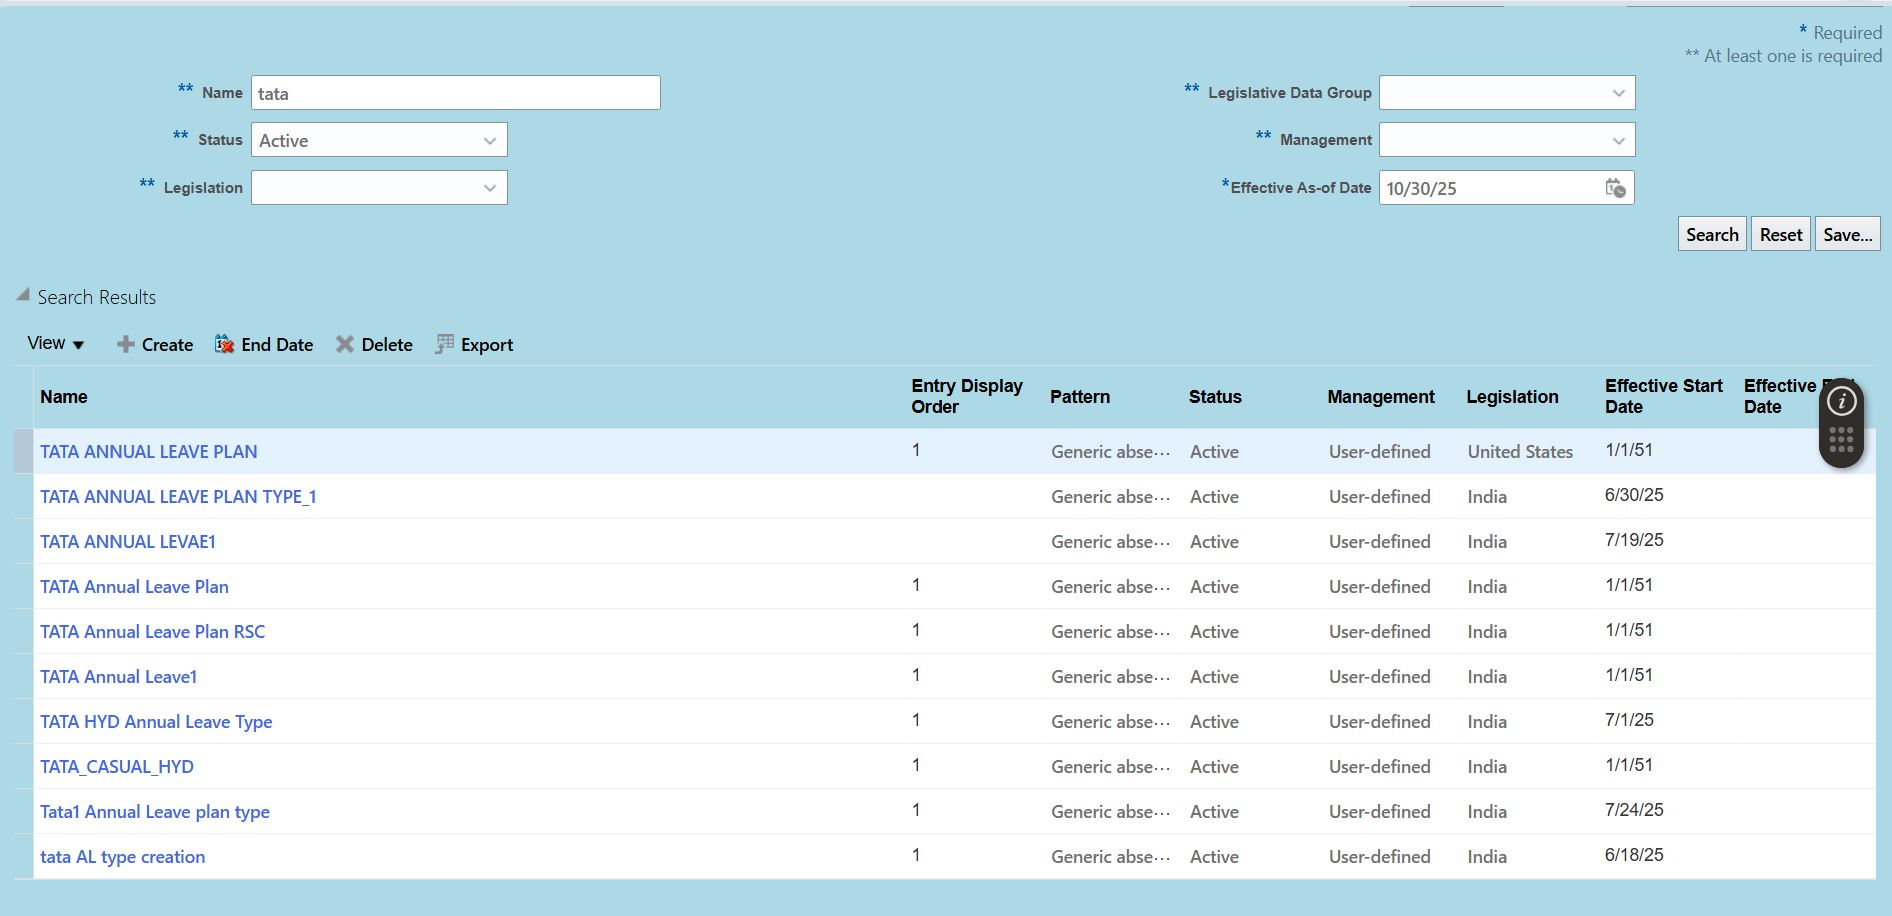 * Required
** At least one is required
** Name tata
** Legislative Data Group
** Status Active
** Management
** Legislation
*Effective As-of Date 10/30/25
Search Reset Save...
Search Results
View Create End Date Delete Export
Name Entry Display Order Pattern Status Management Legislation Effective Start Date Effective Date
TATA ANNUAL LEAVE PLAN 1 Generic abse... Active User-defined United States 1/1/51
TATA ANNUAL LEAVE PLAN TYPE_1 Generic abse... Active User-defined India 6/30/25
TATA ANNUAL LEVAE1 Generic abse... Active User-defined India 7/19/25
TATA Annual Leave Plan 1 Generic abse... Active User-defined India 1/1/51
TATA Annual Leave Plan RSC 1 Generic abse... Active User-defined India 1/1/51
TATA Annual Leave1 1 Generic abse... Active User-defined India 1/1/51
TATA HYD Annual Leave Type 1 Generic abse... Active User-defined India 7/1/25
TATA_CASUAL_HYD 1 Generic abse... Active User-defined India 1/1/51
Tata1 Annual Leave plan type 1 Generic abse... Active User-defined India 7/24/25
tata AL type creation 1 Generic abse... Active User-defined India 6/18/25